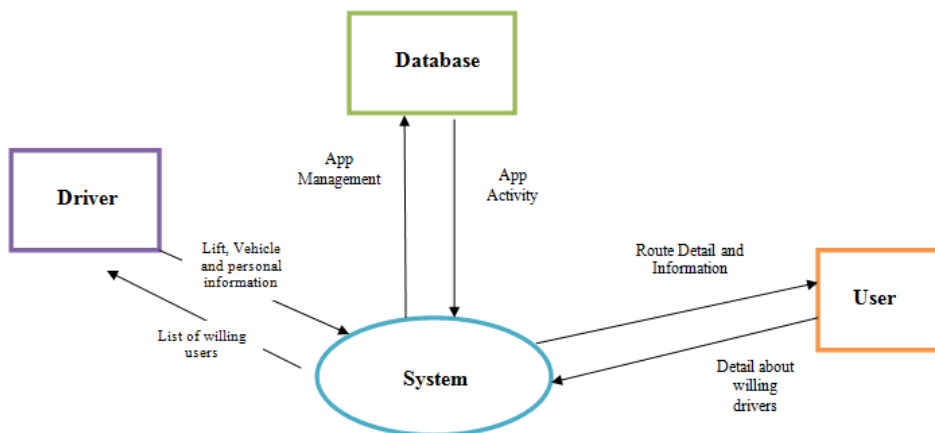 Database
App
Management
App
Activity
Driver
Lift, Vehicle
and personal
information
List of willing
users
Route Detail and
Information
User
Detail about
willing
drivers
System